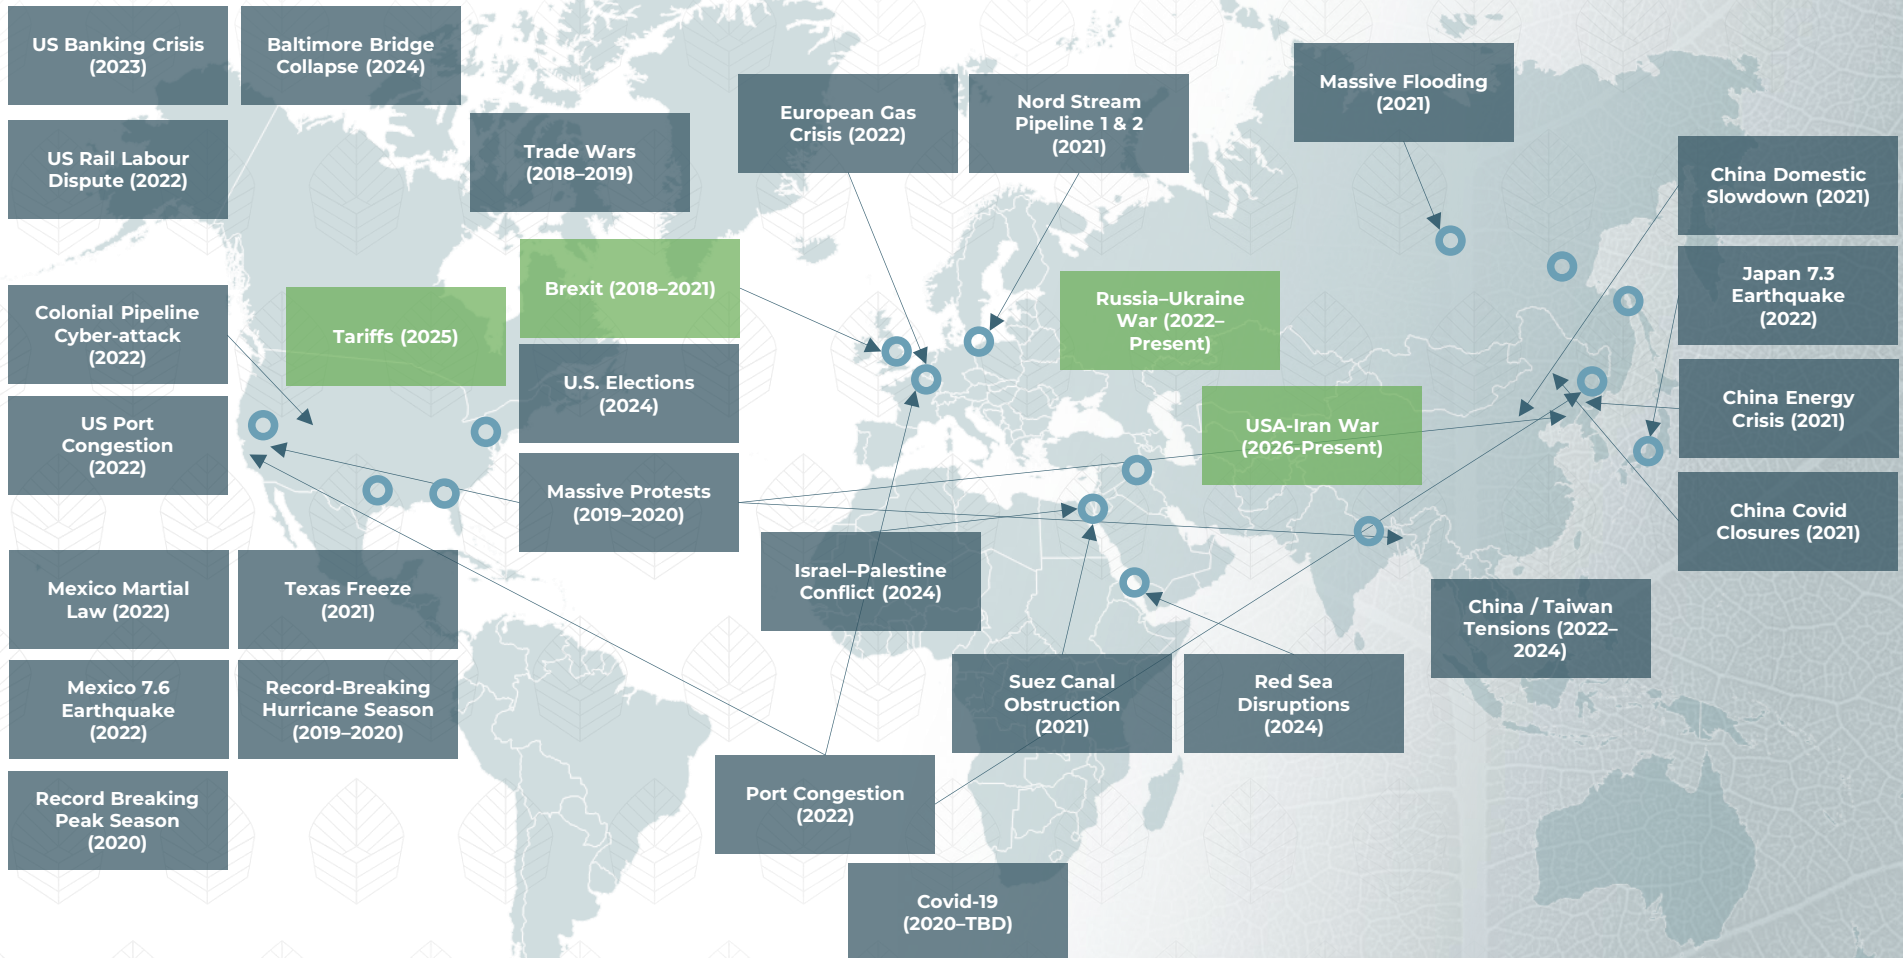 US Banking Crisis
(2023)
Baltimore Bridge
Collapse (2024)
US Rail Labour
Dispute (2022)
Trade Wars
(2018–2019)
European Gas
Crisis (2022)
Nord Stream
Pipeline 1 & 2
(2021)
Massive Flooding
(2021)
China Domestic
Slowdown (2021)
Colonial Pipeline
Cyber-attack
(2022)
Tariffs (2025)
Brexit (2018–2021)
Russia–Ukraine
War (2022–
Present)
Japan 7.3
Earthquake
(2022)
US Port
Congestion
(2022)
U.S. Elections
(2024)
USA-Iran War
(2026-Present)
China Energy
Crisis (2021)
Massive Protests
(2019–2020)
China Covid
Closures (2021)
Mexico Martial
Law (2022)
Texas Freeze
(2021)
Israel–Palestine
Conflict (2024)
China / Taiwan
Tensions (2022–
2024)
Mexico 7.6
Earthquake
(2022)
Record-Breaking
Hurricane Season
(2019–2020)
Suez Canal
Obstruction
(2021)
Red Sea
Disruptions
(2024)
Record Breaking
Peak Season
(2020)
Port Congestion
(2022)
Covid-19
(2020–TBD)